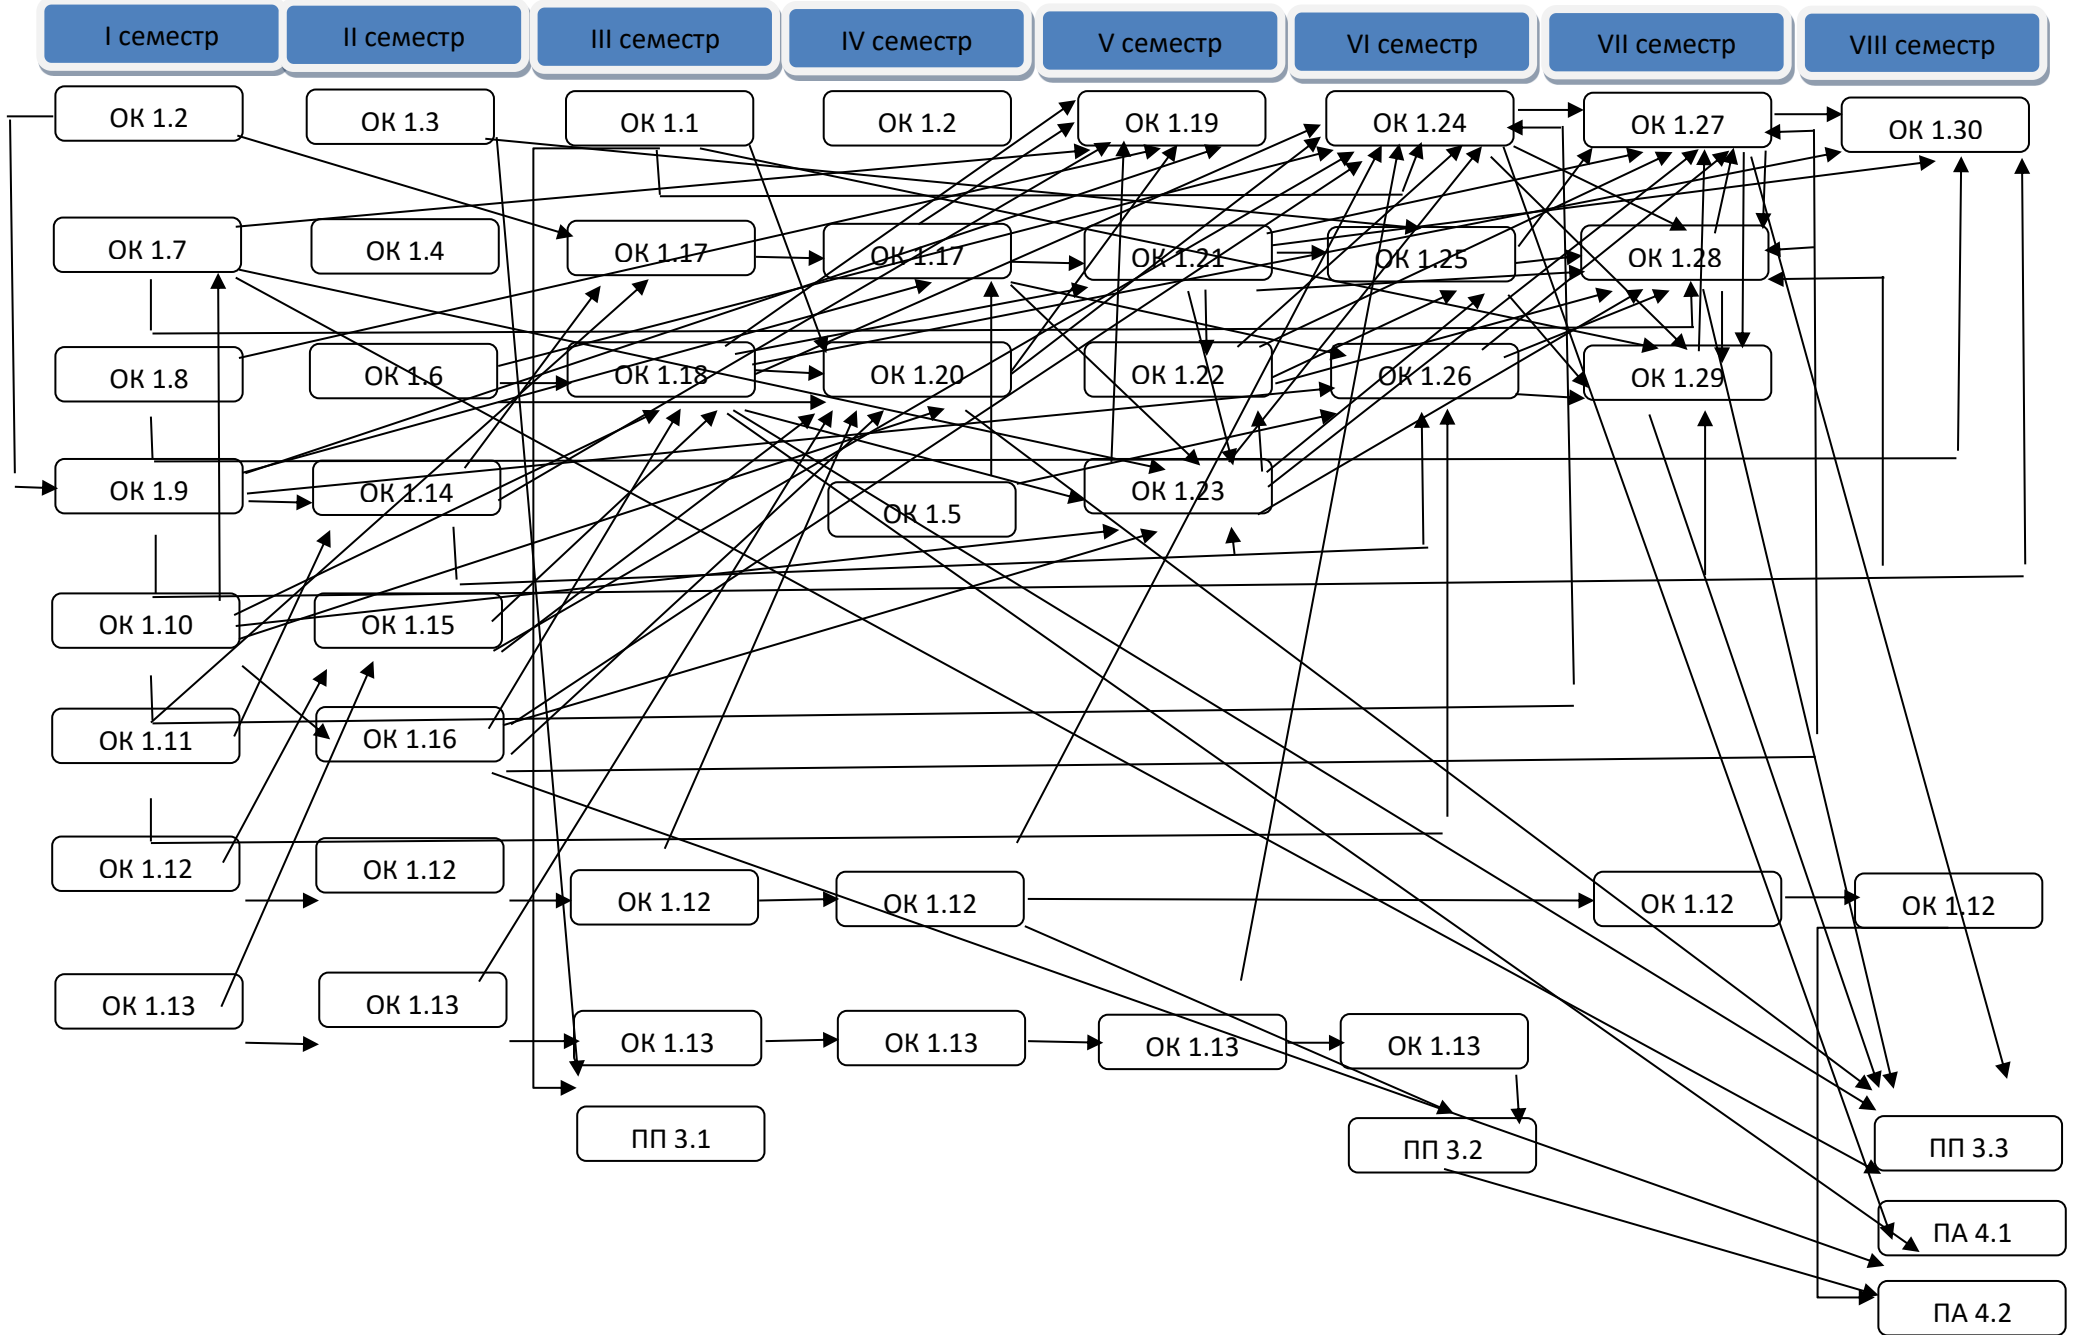 I семестр
II семестр
III семестр
IV семестр
V семестр
VI семестр
VII семестр
VIII семестр
ОК 1.2
ОК 1.3
ОК 1.1
ОК 1.2
ОК 1.19
ОК 1.24
ОК 1.27
ОК 1.30
ОК 1.7
ОК 1.4
ОК 1.17
ОК 1.17
ОК 1.21
ОК 1.25
ОК 1.28
ОК 1.8
ОК 1.6
ОК 1.18
ОК 1.20
ОК 1.22
ОК 1.26
ОК 1.29
ОК 1.9
ОК 1.14
ОК 1.5
ОК 1.23
ОК 1.10
ОК 1.15
ОК 1.11
ОК 1.16
ОК 1.12
ОК 1.12
ОК 1.12
ОК 1.12
ОК 1.12
ОК 1.12
ОК 1.13
ОК 1.13
ОК 1.13
ОК 1.13
ОК 1.13
ОК 1.13
ПП 3.1
ПП 3.2
ПП 3.3
ПА 4.1
ПА 4.2